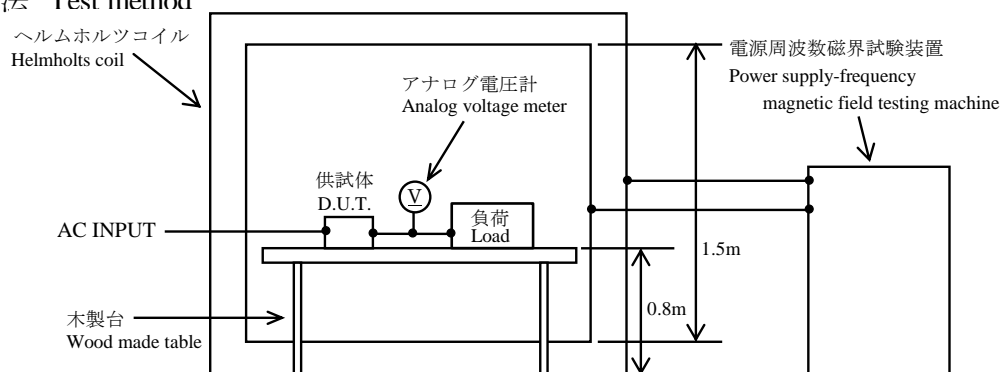 法 Test method
ヘルムホルツコイル
Helmholts coil
アナログ電圧計
Analog voltage meter
電源周波数磁界試験装置
Power supply-frequency
magnetic field testing machine
供試体
D.U.T.
V
負荷
Load
AC INPUT
1.5m
0.8m
木製台
Wood made table